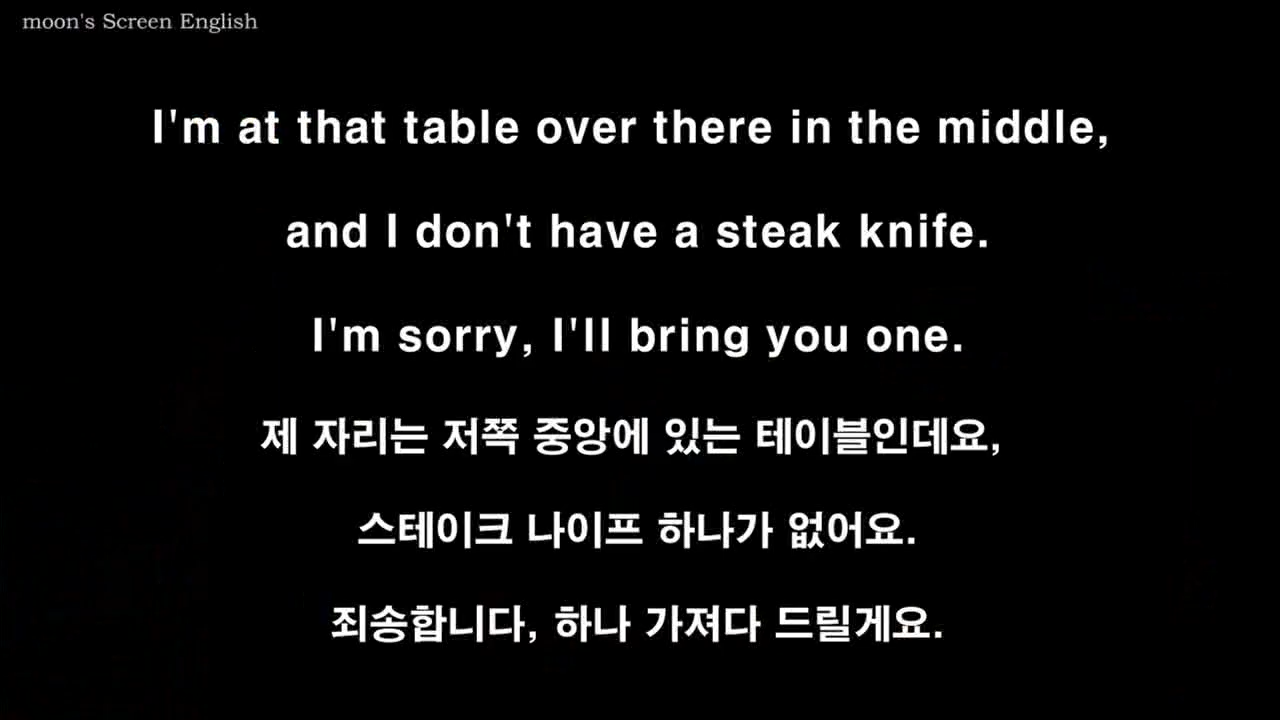 moon's Screen English
I'm at that table over there in the middle,
and I don't have a steak knife.
I'm sorry, I'll bring you one.
제 자리는 저쪽 중앙에 있는 테이블인데요,
스테이크 나이프 하나가 없어요.
죄송합니다, 하나 가져다 드릴게요.